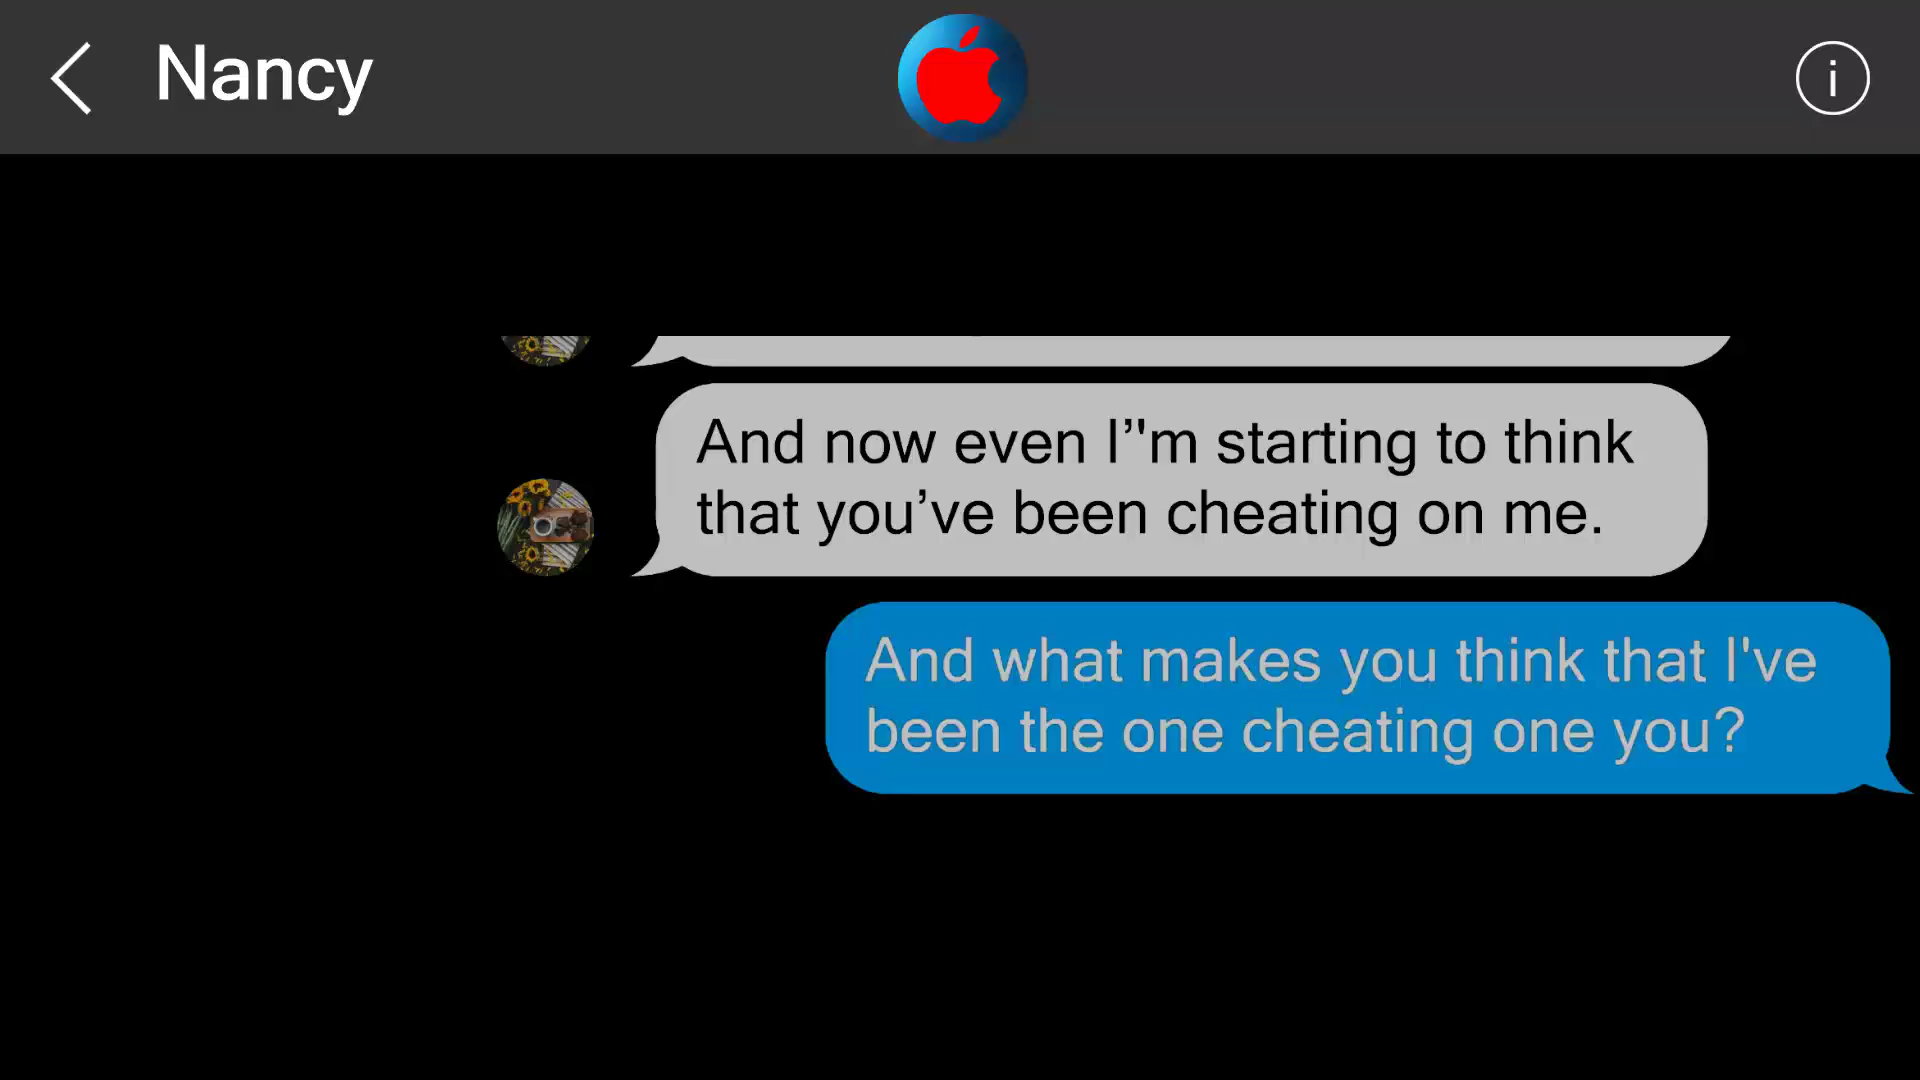 Nancy
i
And now even I’"m starting to think
that you’ve been cheating on me.
And what makes you think that I've
been the one cheating one you?